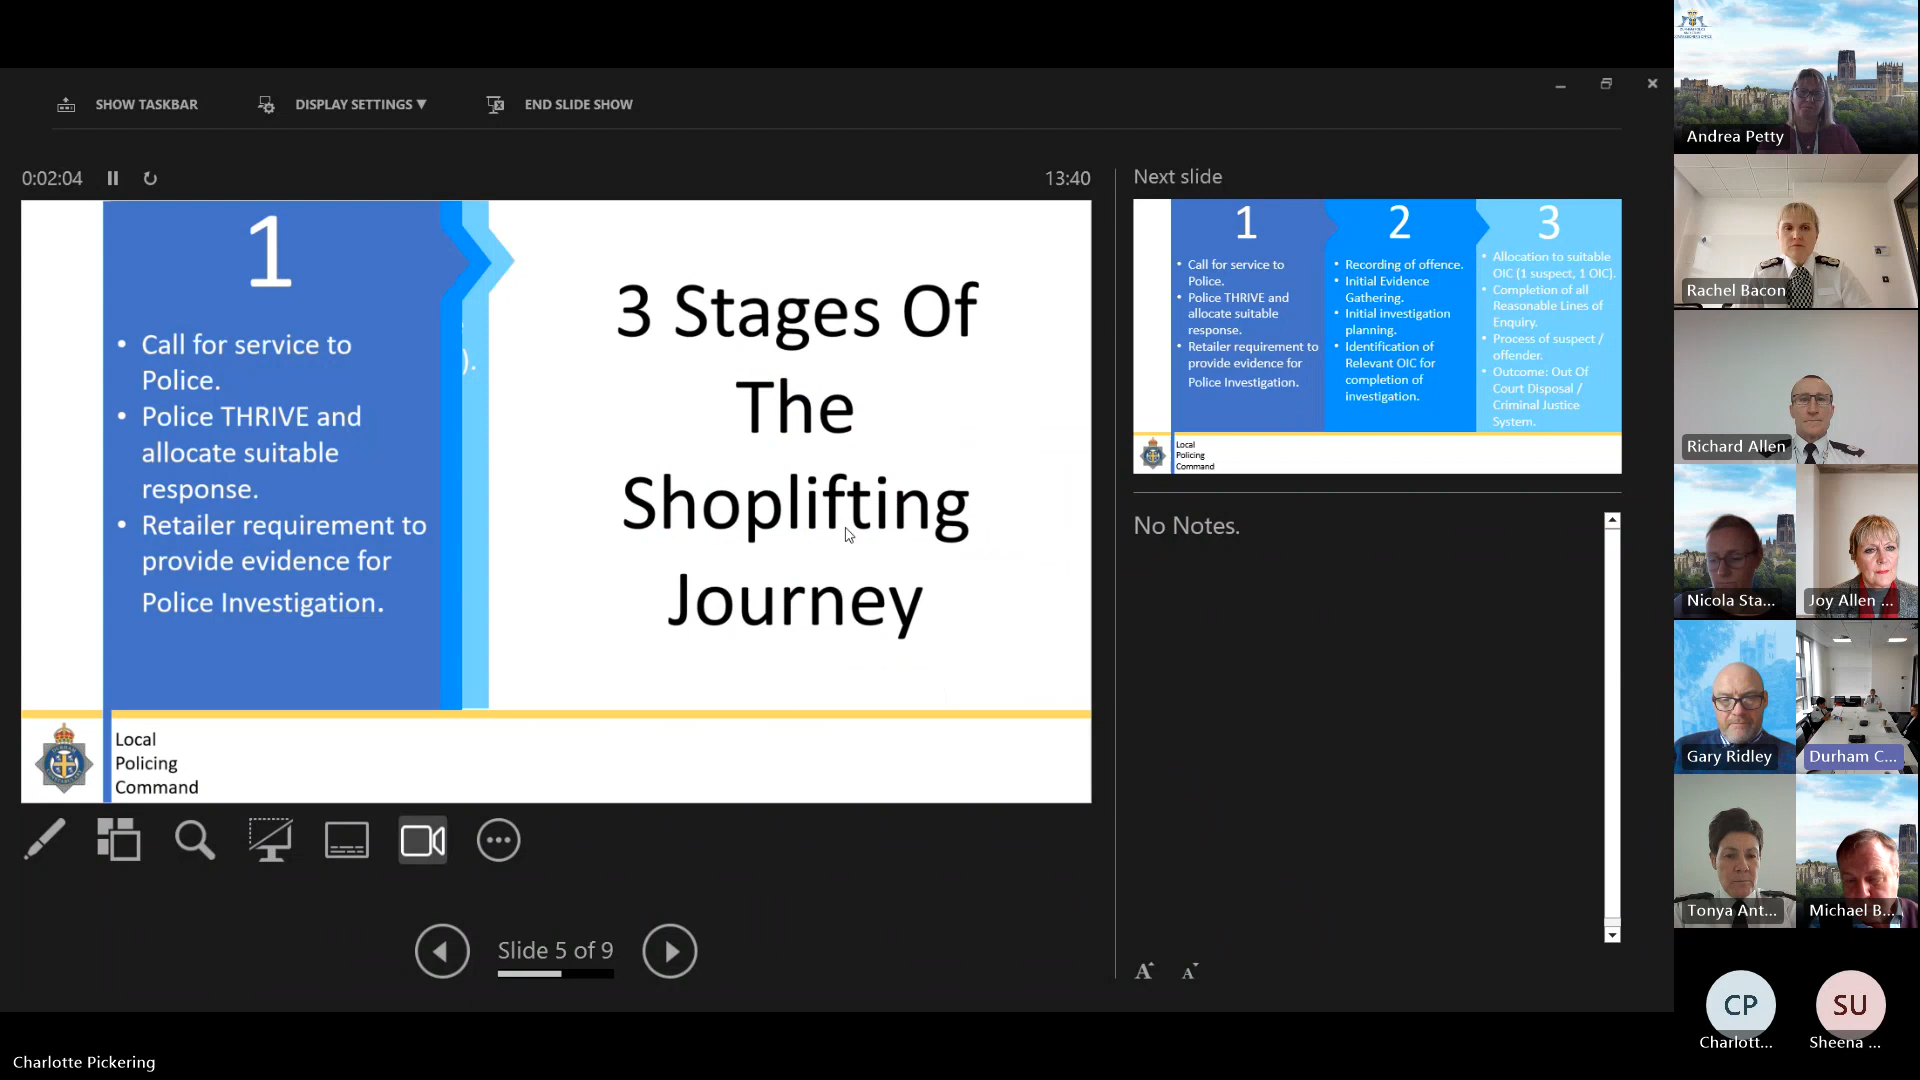 SHOW TASKBAR
DISPLAY SETTINGS ▼
END SLIDE SHOW
0:02:04
13:40
1
• Call for service to
Police.
• Police THRIVE and
allocate suitable
response.
• Retailer requirement to
provide evidence for
Police Investigation.
).
3 Stages Of
The
Shoplifting
Journey
Local
Policing
Command
Slide 5 of 9
Next slide
1
• Call for service to
Police.
• Police THRIVE and
allocate suitable
response.
• Retailer requirement to
provide evidence for
Police Investigation.
2
• Recording of offence.
• Initial Evidence
Gathering.
• Initial investigation
planning.
• Identification of
Relevant OIC for
completion of
investigation.
3
• Allocation to suitable
OIC (1 suspect, 1 OIC).
• Completion of all
Reasonable Lines of
Enquiry.
• Process of suspect /
offender.
• Outcome: Out Of
Court Disposal /
Criminal Justice
System.
Local
Policing
Command
No Notes.
A A
Andrea Petty
Rachel Bacon
Richard Allen
Nicola Sta...
Joy Allen ...
Gary Ridley
Durham C...
Tonya Ant...
Michael B...
CP
Charlott...
SU
Sheena ...
Charlotte Pickering